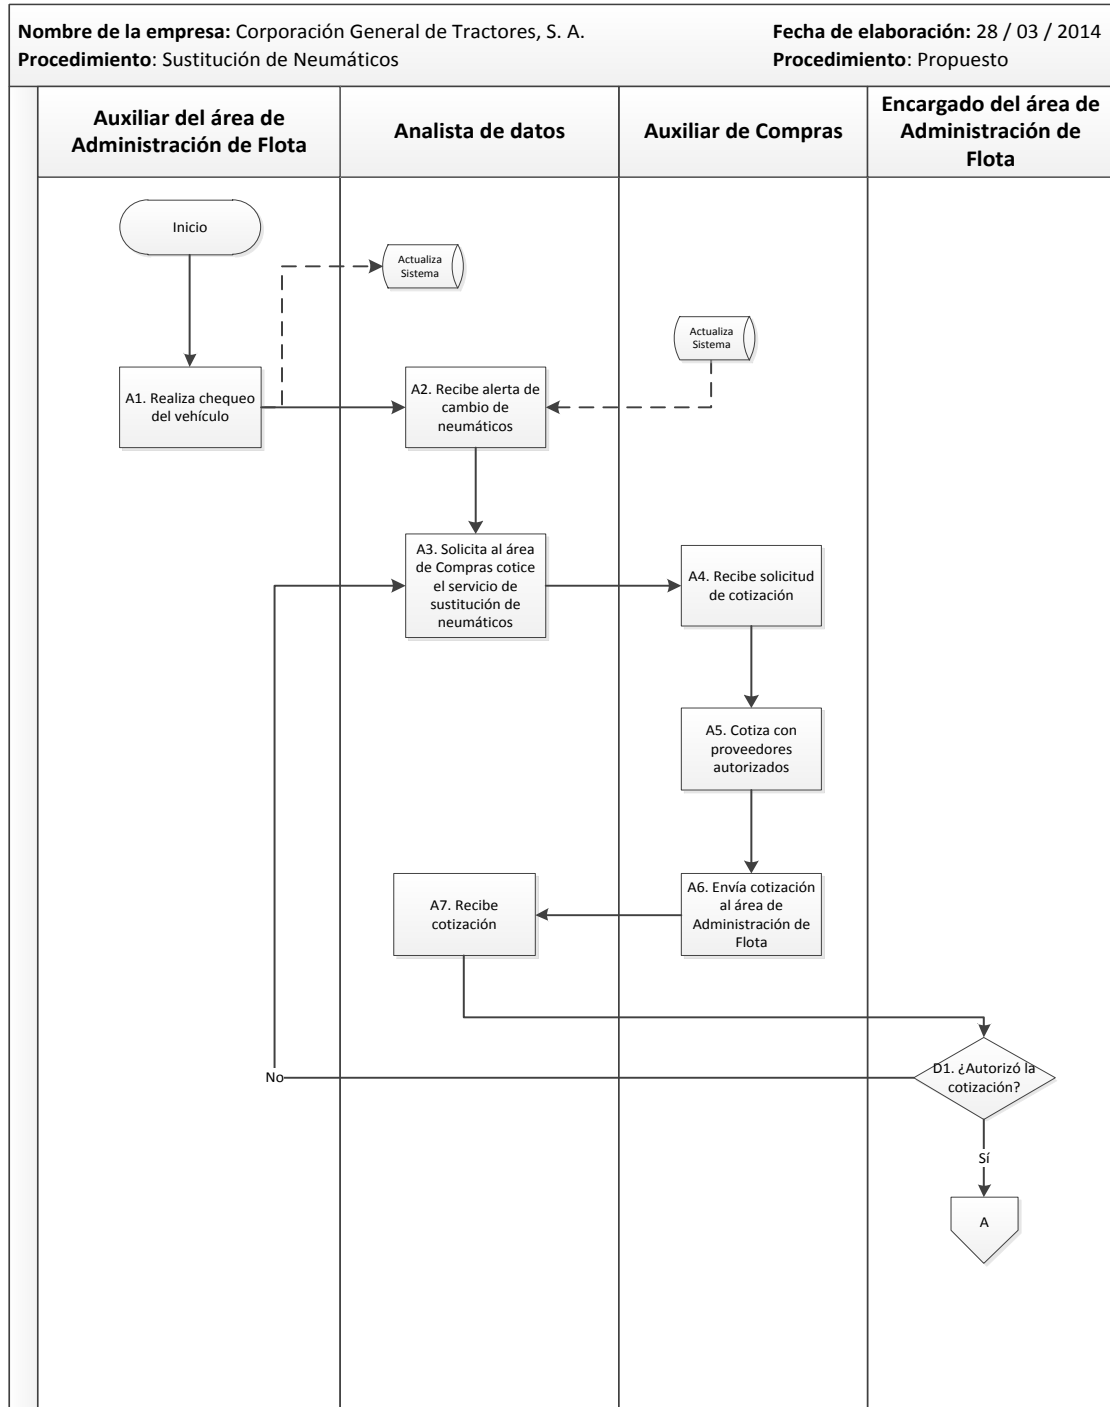 Nombre de la empresa: Corporación General de Tractores, S. A.
Fecha de elaboración: 28 / 03 / 2014
Procedimiento: Sustitución de Neumáticos
Procedimiento: Propuesto
Auxiliar del área de
Administración de Flota
Analista de datos
Auxiliar de Compras
Encargado del área de
Administración de
Flota
Inicio
Actualiza
Sistema
Actualiza
Sistema
A1. Realiza chequeo
del vehículo
A2. Recibe alerta de
cambio de
neumáticos
A3. Solicita al área
de Compras cotice
el servicio de
sustitución de
neumáticos
A4. Recibe solicitud
de cotización
A5. Cotiza con
proveedores
autorizados
A6. Envía cotización
al área de
Administración de
Flota
A7. Recibe
cotización
D1. ¿Autorizó la
cotización?
No
Sí
A